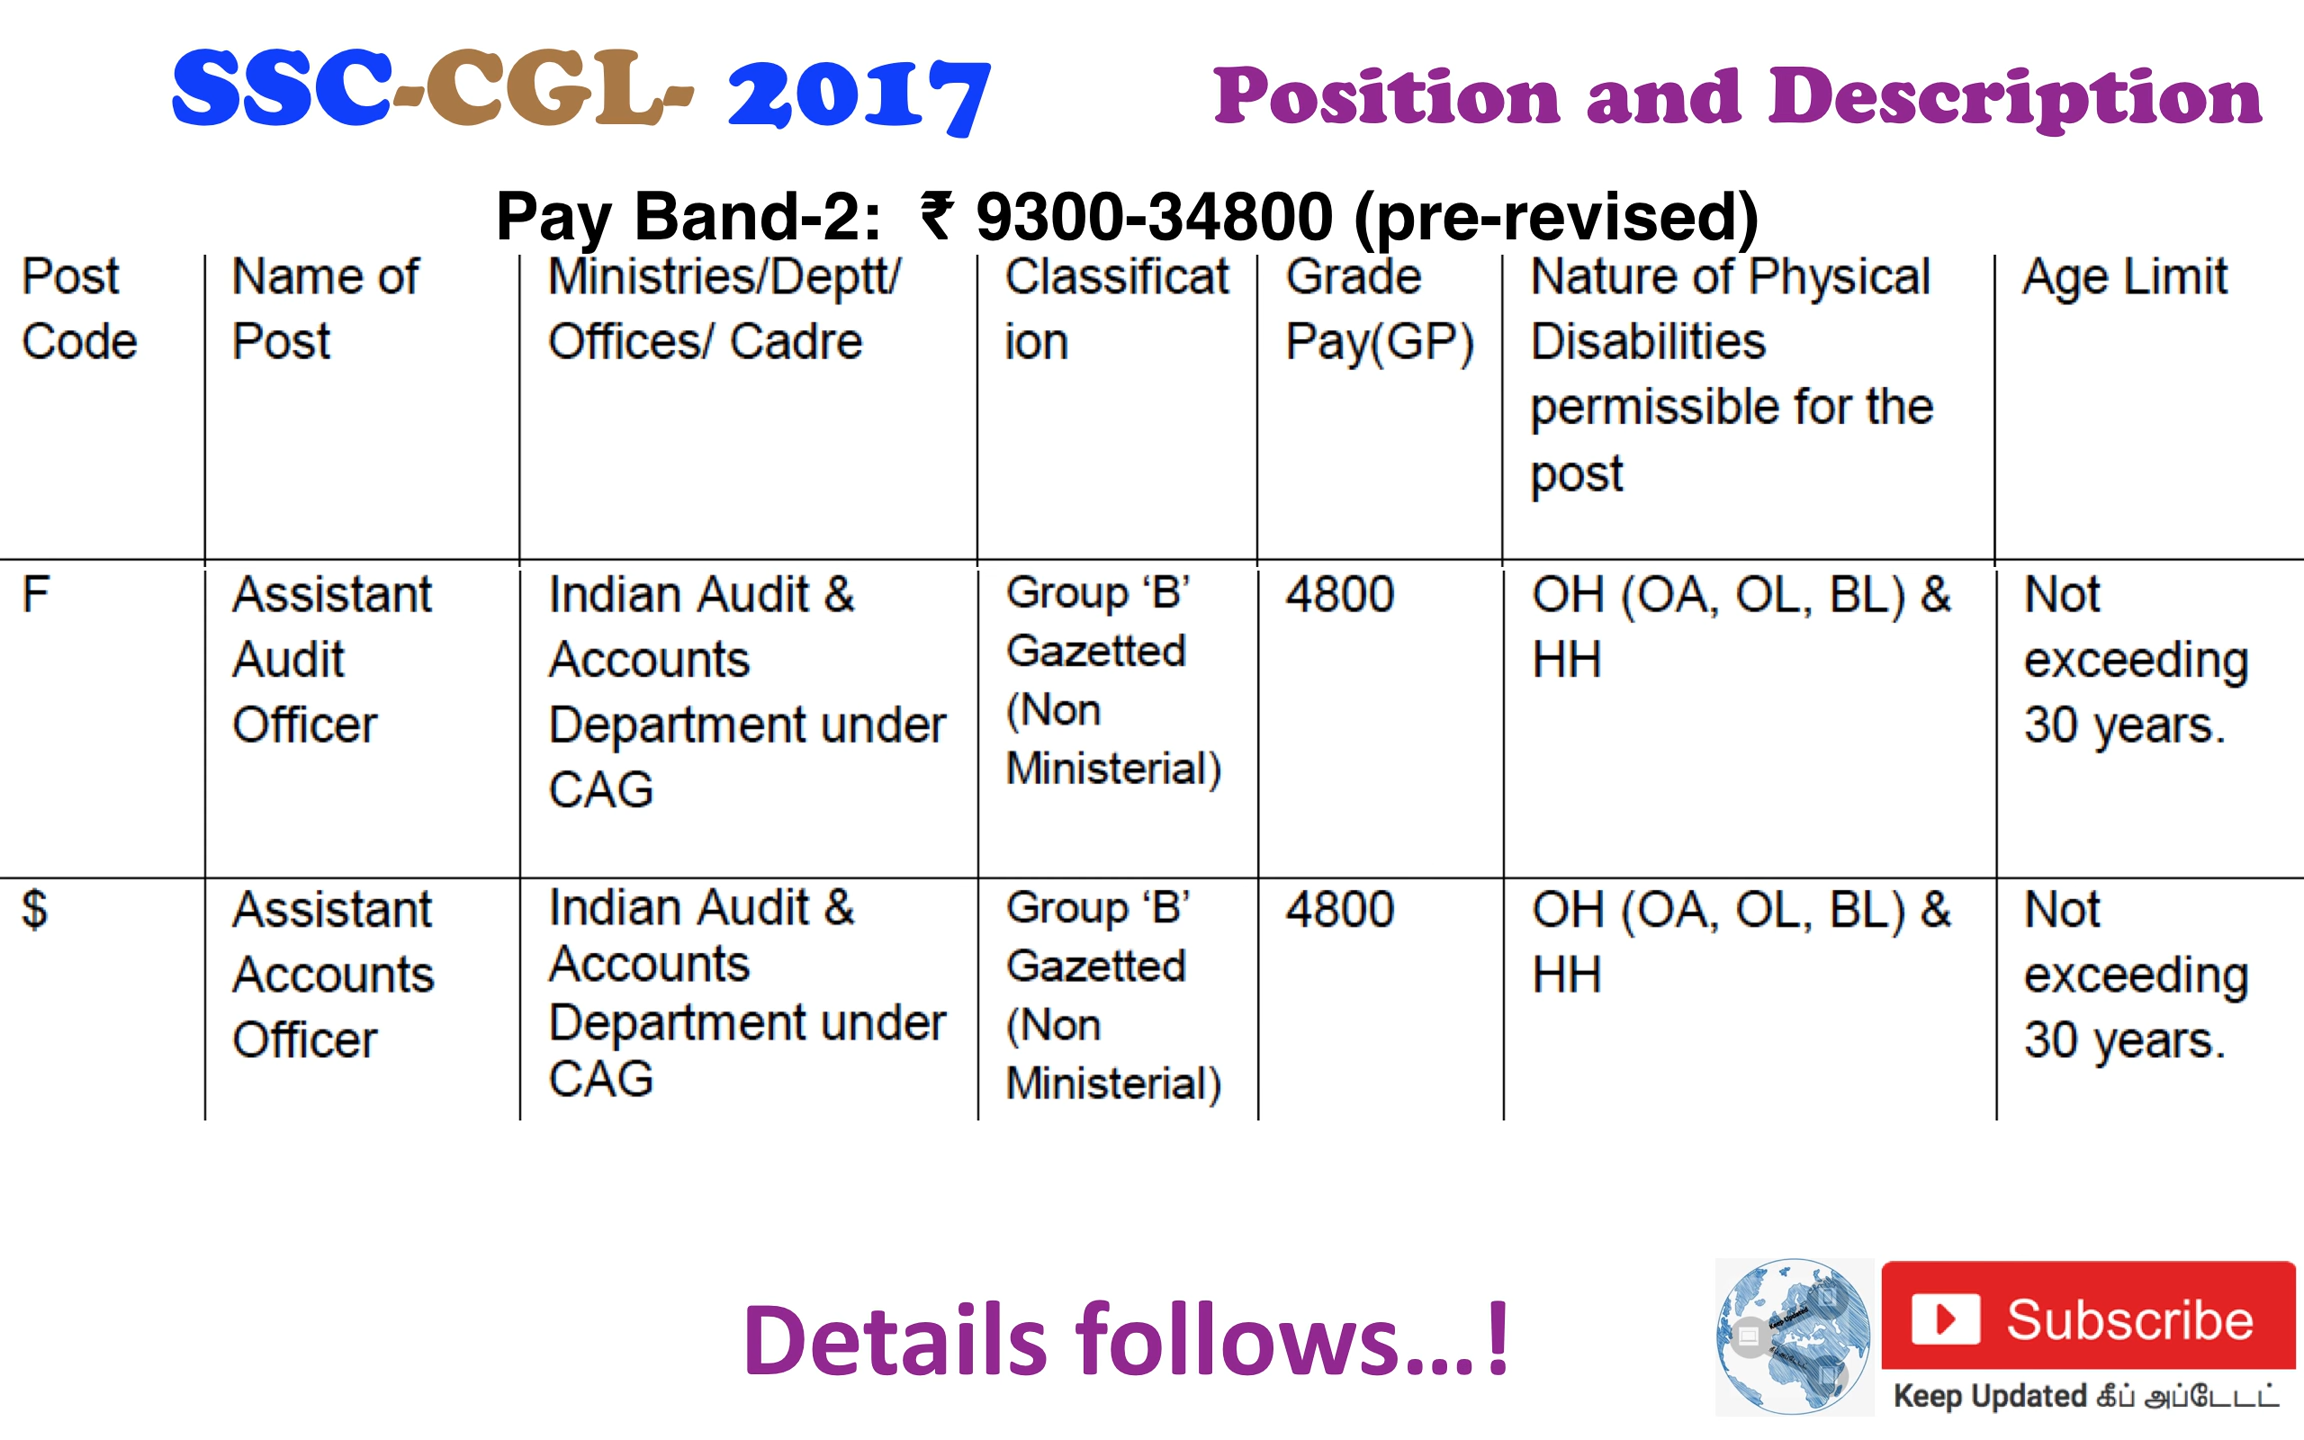 SSC-CGL- 2017
Position and Description
Pay Band-2: ₹ 9300-34800 (pre-revised)
Post
Code
Name of
Post
Ministries/Deptt/
Offices/ Cadre
Classificat
ion
Grade
Pay(GP)
Nature of Physical
Disabilities
permissible for the
post
Age Limit
F
Assistant
Audit
Officer
Indian Audit &
Accounts
Department under
CAG
Group ‘B’
Gazetted
(Non
Ministerial)
4800
OH (OA, OL, BL) &
HH
Not
exceeding
30 years.
$
Assistant
Accounts
Officer
Indian Audit &
Accounts
Department under
CAG
Group ‘B’
Gazetted
(Non
Ministerial)
4800
OH (OA, OL, BL) &
HH
Not
exceeding
30 years.
Details follows...!
Keep Updated
Subscribe
Keep Updated கீப் அப்டேடட்